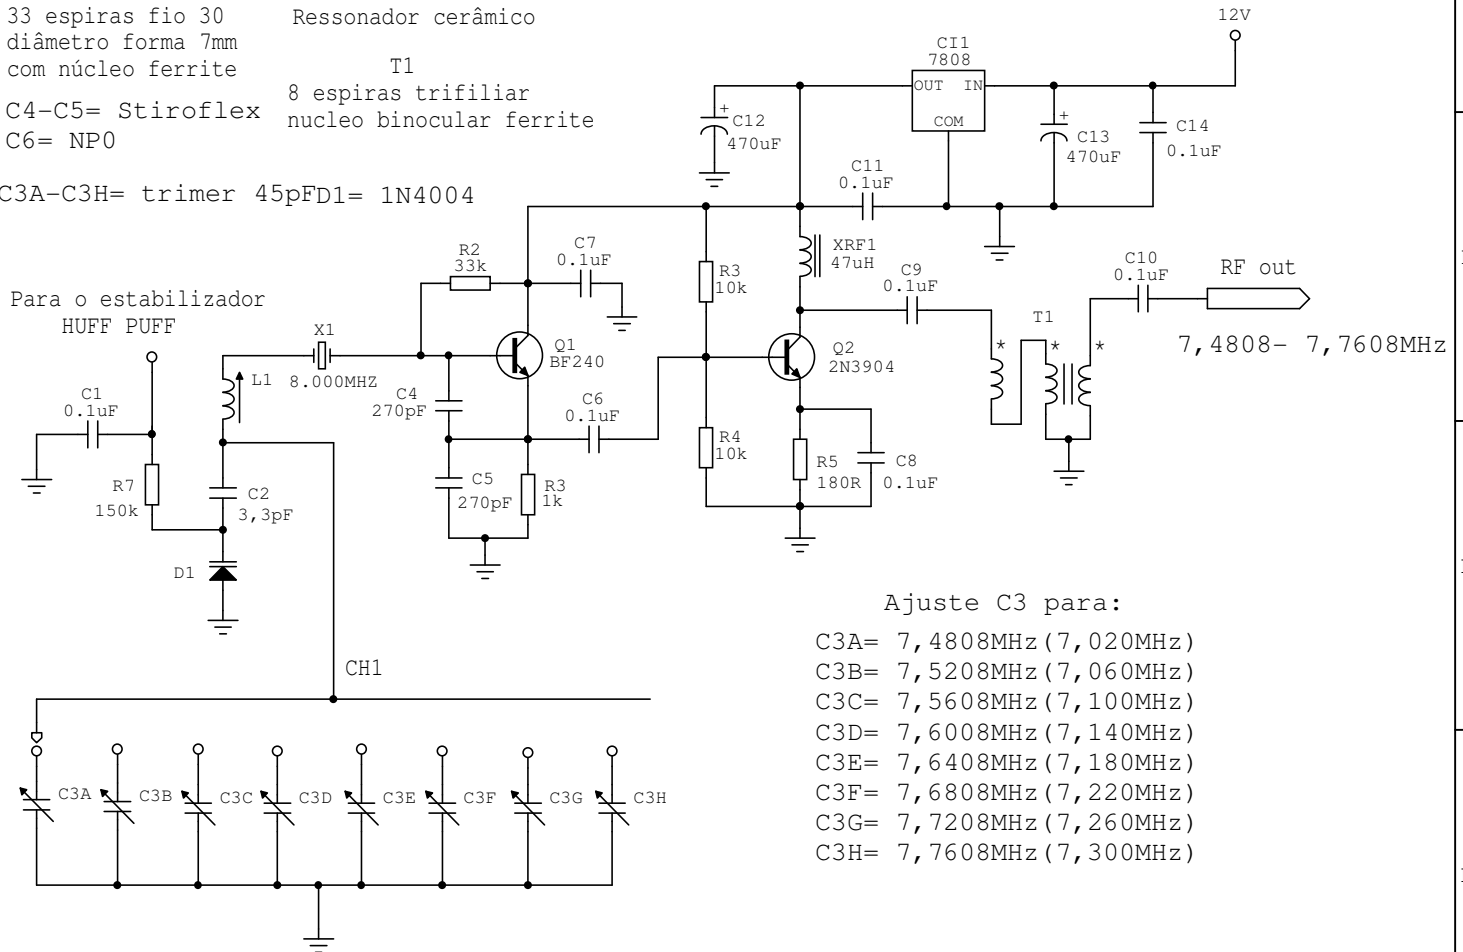 33 espiras fio 30
diâmetro forma 7mm
com núcleo ferrite
Ressonador cerâmico
T1
8 espiras trifiliar
nucleo binocular ferrite
C4-C5= Stiroflex
C6= NP0
C3A-C3H= trimer 45pF
D1= 1N4004
12V
CI1
7808
OUT
IN
COM
C12
470uF
C13
470uF
C14
0.1uF
C11
0.1uF
R2
33k
C7
0.1uF
R3
10k
XRF1
47uH
C9
0.1uF
C10
0.1uF
RF out
T1
* * *
7,4808- 7,7608MHz
Para o estabilizador
HUFF PUFF
X1
8.000MHZ
Q1
BF240
Q2
2N3904
L1
C1
0.1uF
C4
270pF
C6
0.1uF
R4
10k
R5
180R
C8
0.1uF
R7
150k
C2
3,3pF
C5
270pF
R3
1k
D1
CH1
C3A
C3B
C3C
C3D
C3E
C3F
C3G
C3H
Ajuste C3 para:
C3A= 7,4808MHz(7,020MHz)
C3B= 7,5208MHz(7,060MHz)
C3C= 7,5608MHz(7,100MHz)
C3D= 7,6008MHz(7,140MHz)
C3E= 7,6408MHz(7,180MHz)
C3F= 7,6808MHz(7,220MHz)
C3G= 7,7208MHz(7,260MHz)
C3H= 7,7608MHz(7,300MHz)